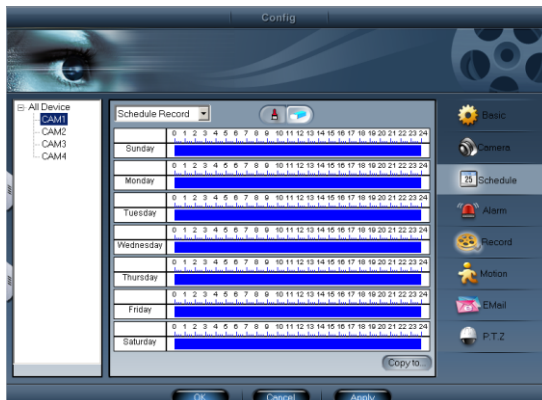 Config
All Device
CAM1
CAM2
CAM3
CAM4
Schedule Record
0 1 2 3 4 5 6 7 8 9 10 11 12 13 14 15 16 17 18 19 20 21 22 23 24
Sunday
0 1 2 3 4 5 6 7 8 9 10 11 12 13 14 15 16 17 18 19 20 21 22 23 24
Monday
0 1 2 3 4 5 6 7 8 9 10 11 12 13 14 15 16 17 18 19 20 21 22 23 24
Tuesday
0 1 2 3 4 5 6 7 8 9 10 11 12 13 14 15 16 17 18 19 20 21 22 23 24
Wednesday
0 1 2 3 4 5 6 7 8 9 10 11 12 13 14 15 16 17 18 19 20 21 22 23 24
Thursday
0 1 2 3 4 5 6 7 8 9 10 11 12 13 14 15 16 17 18 19 20 21 22 23 24
Friday
0 1 2 3 4 5 6 7 8 9 10 11 12 13 14 15 16 17 18 19 20 21 22 23 24
Saturday
Copy to...
Basic
Camera
25 Schedule
Alarm
Record
Motion
EMail
P.T.Z
OK Cancel Apply